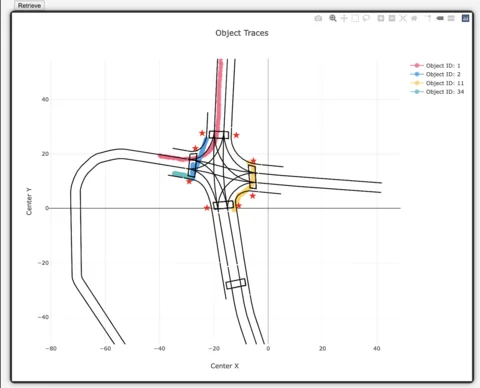 Retrieve
Object Traces
Object ID: 1
Object ID: 2
Object ID: 11
Object ID: 34
40
20
0
−20
−40
Center Y
−80
−60
−40
−20
0
20
40
Center X